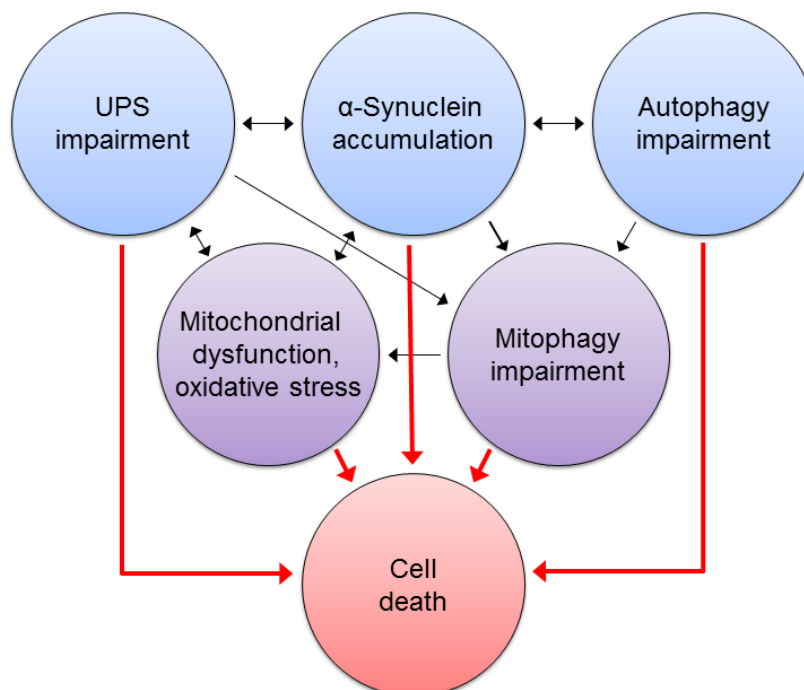 UPS
impairment
α-Synuclein
accumulation
Autophagy
impairment
Mitochondrial
dysfunction,
oxidative stress
Mitophagy
impairment
Cell
death